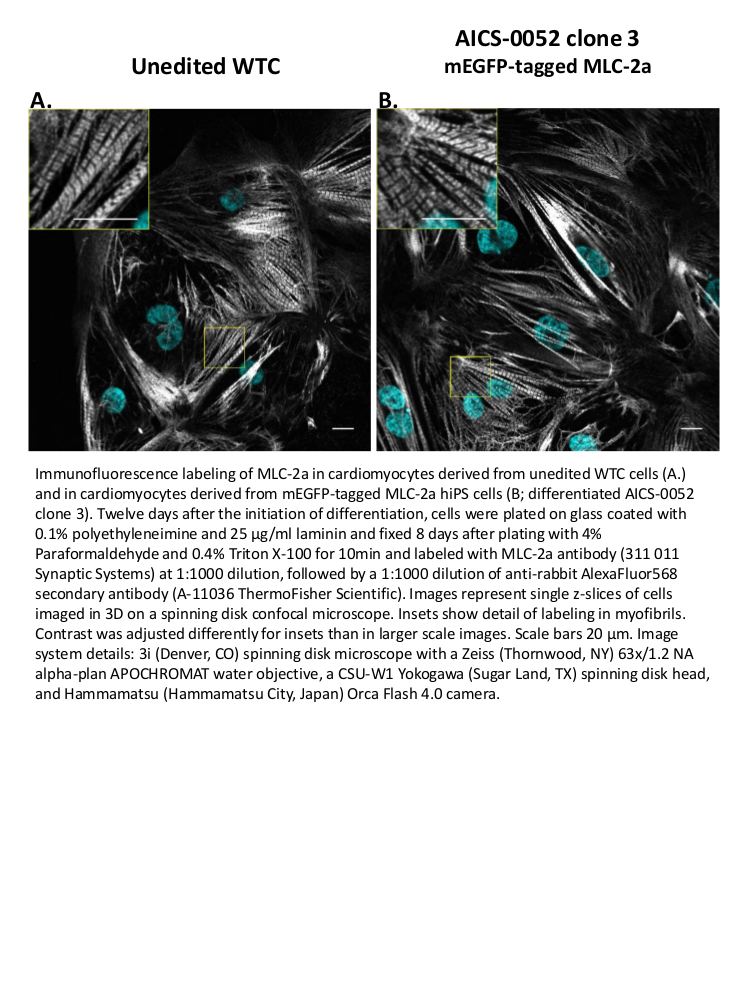 Unedited WTC
AICS-0052 clone 3
mEGFP-tagged MLC-2a
A.
B.
Immunofluorescence labeling of MLC-2a in cardiomyocytes derived from unedited WTC cells (A.)
and in cardiomyocytes derived from mEGFP-tagged MLC-2a hiPS cells (B; differentiated AICS-0052
clone 3). Twelve days after the initiation of differentiation, cells were plated on glass coated with
0.1% polyethyleneimine and 25 µg/ml laminin and fixed 8 days after plating with 4%
Paraformaldehyde and 0.4% Triton X-100 for 10min and labeled with MLC-2a antibody (311 011
Synaptic Systems) at 1:1000 dilution, followed by a 1:1000 dilution of anti-rabbit AlexaFluor568
secondary antibody (A-11036 ThermoFisher Scientific). Images represent single z-slices of cells
imaged in 3D on a spinning disk confocal microscope. Insets show detail of labeling in myofibrils.
Contrast was adjusted differently for insets than in larger scale images. Scale bars 20 µm. Image
system details: 3i (Denver, CO) spinning disk microscope with a Zeiss (Thornwood, NY) 63x/1.2 NA
alpha-plan APOCHROMAT water objective, a CSU-W1 Yokogawa (Sugar Land, TX) spinning disk head,
and Hammamatsu (Hammamatsu City, Japan) Orca Flash 4.0 camera.